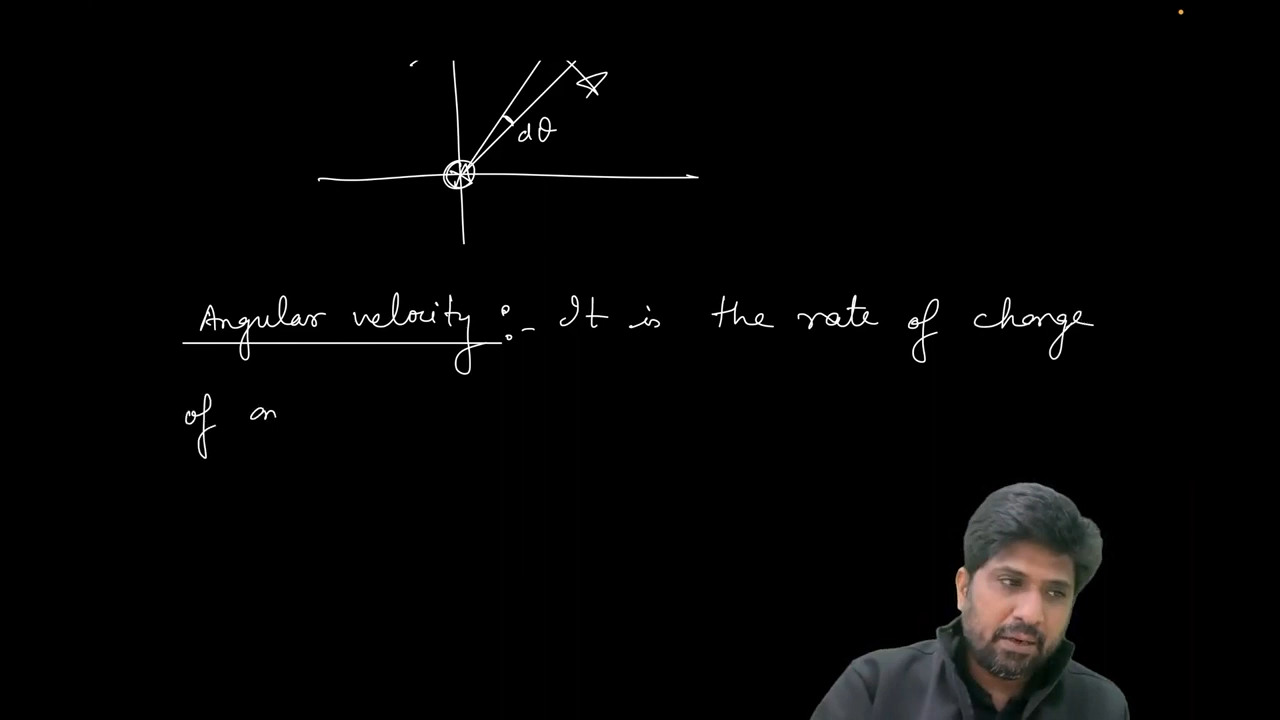 dθ
Angular velocity :- It is the rate of change
of an